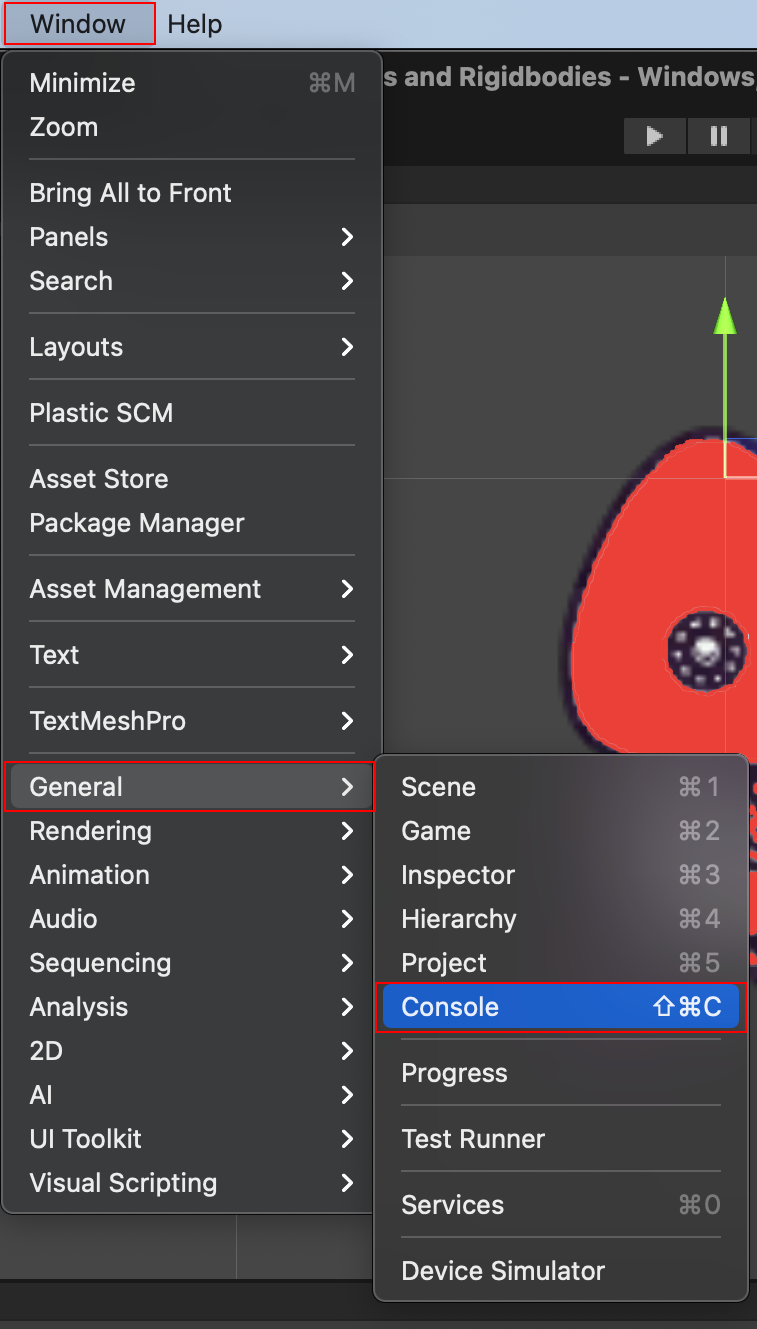 Window Help
s and Rigidbodies - Windows,
Minimize ⌘M
Zoom
Bring All to Front
Panels
Search
Layouts
Plastic SCM
Asset Store
Package Manager
Asset Management
Text
TextMeshPro
General
Rendering
Animation
Audio
Sequencing
Analysis
2D
AI
UI Toolkit
Visual Scripting
Scene ⌘1
Game ⌘2
Inspector ⌘3
Hierarchy ⌘4
Project ⌘5
Console ⇧⌘C
Progress
Test Runner
Services ⌘0
Device Simulator